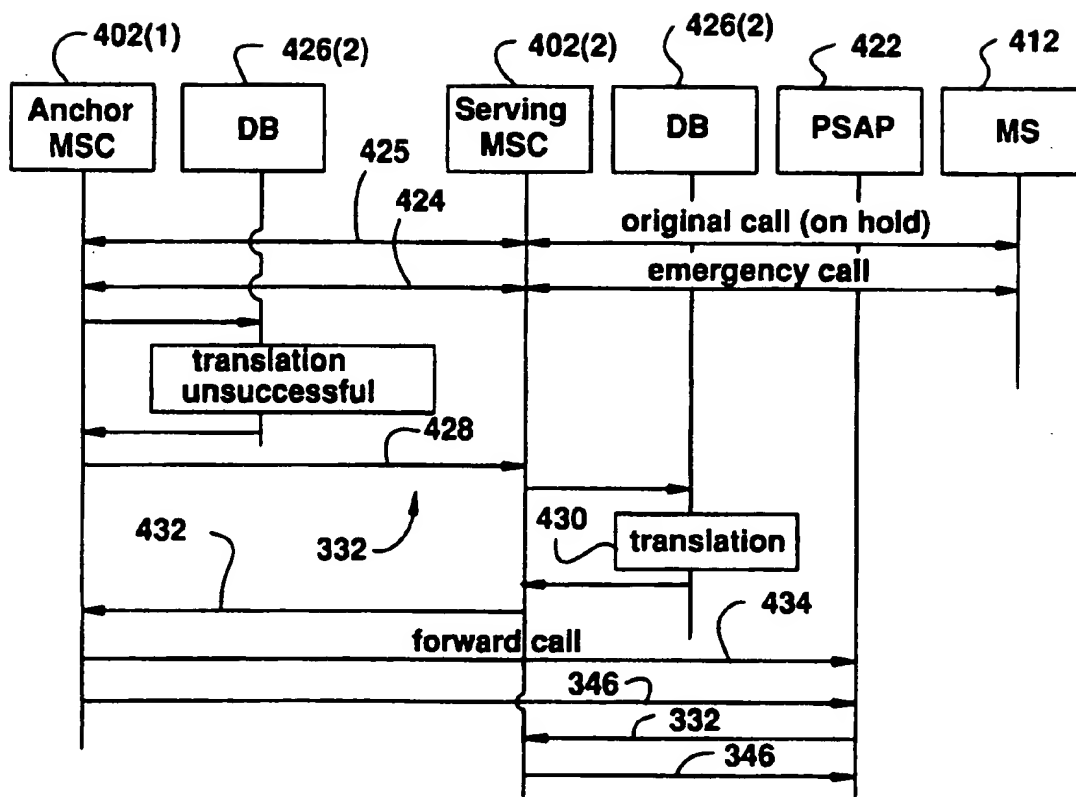 402(1)
426(2)
402(2)
426(2)
422
412
Anchor
MSC
DB
Serving
MSC
DB
PSAP
MS
425
424
original call (on hold)
emergency call
translation
unsuccessful
428
432
332
430
translation
434
forward call
346
332
346